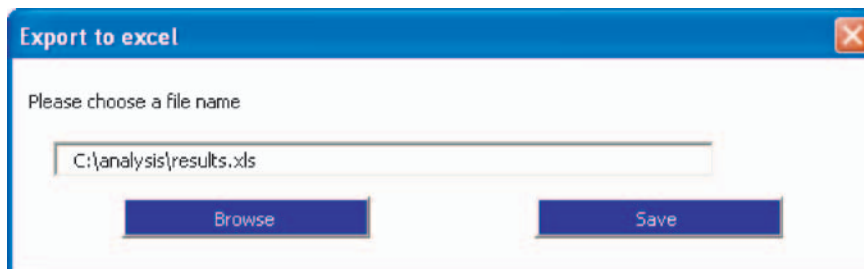 Export to excel
Please choose a file name
C:\analysis\results.xls
Browse Save